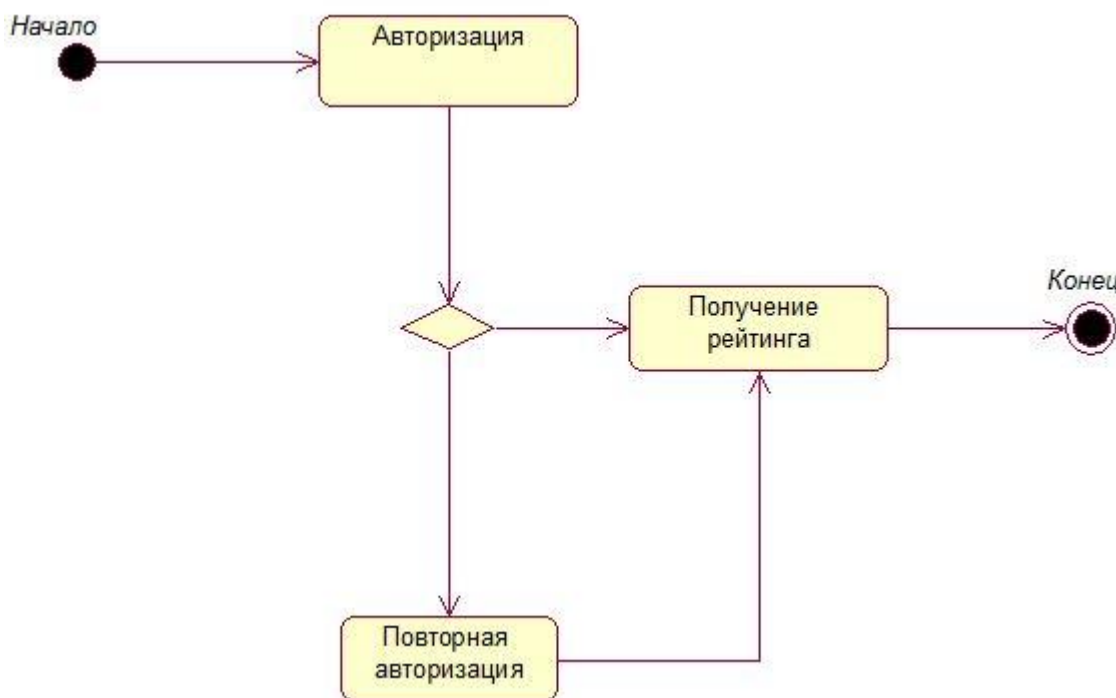 Начало
Авторизация
Получение
рейтинга
Конец
Повторная
авторизация